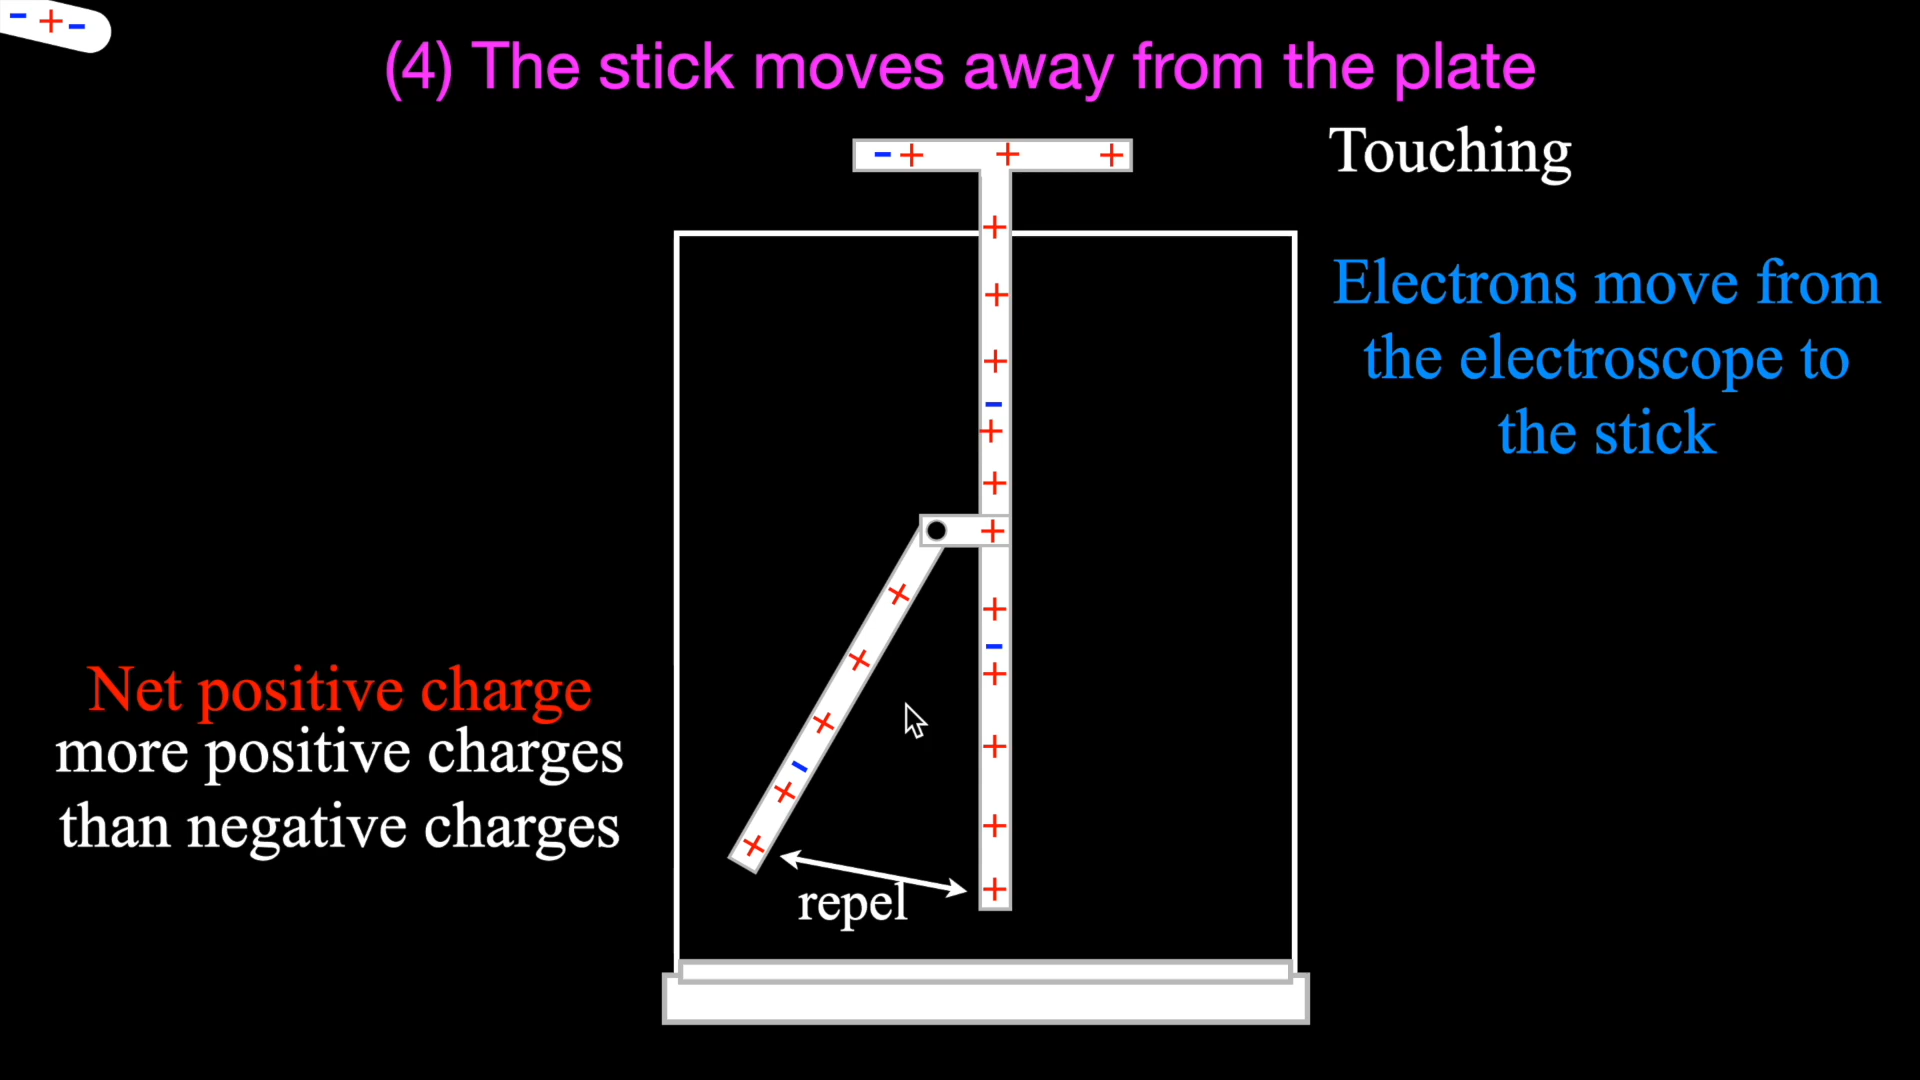 (4) The stick moves away from the plate
Touching
Electrons move from
the electroscope to
the stick
Net positive charge
more positive charges
than negative charges
repel